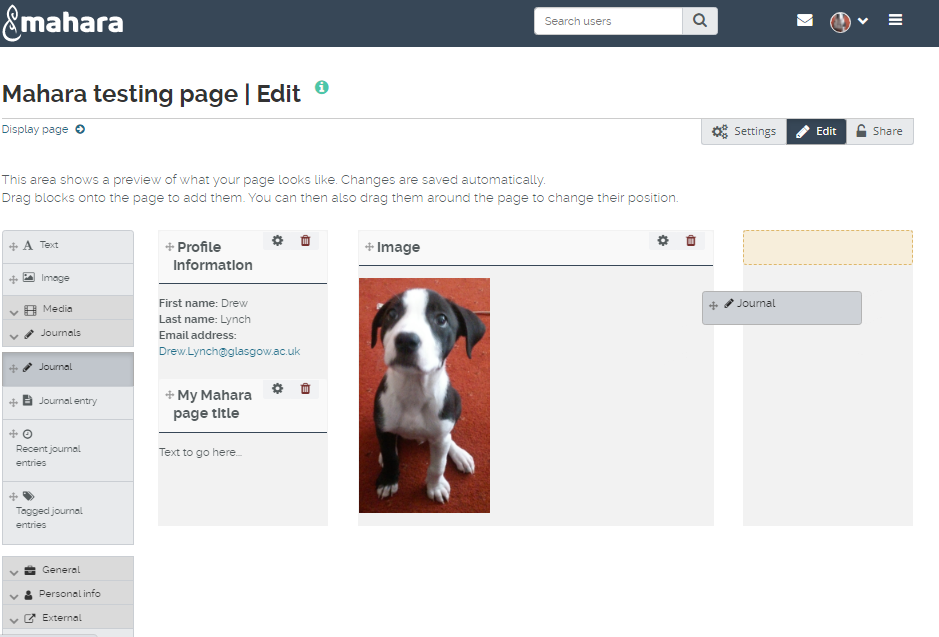 mahara
Search users
Mahara testing page | Edit
Display page
Settings
Edit
Share
This area shows a preview of what your page looks like. Changes are saved automatically.
Drag blocks onto the page to add them. You can then also drag them around the page to change their position.
Text
Image
Media
Journals
Journal
Journal entry
Recent journal
entries
Tagged journal
entries
General
Personal info
External
Profile
Information
First name: Drew
Last name: Lynch
Email address:
Drew.Lynch@glasgow.ac.uk
My Mahara
page title
Text to go here...
Image
Journal